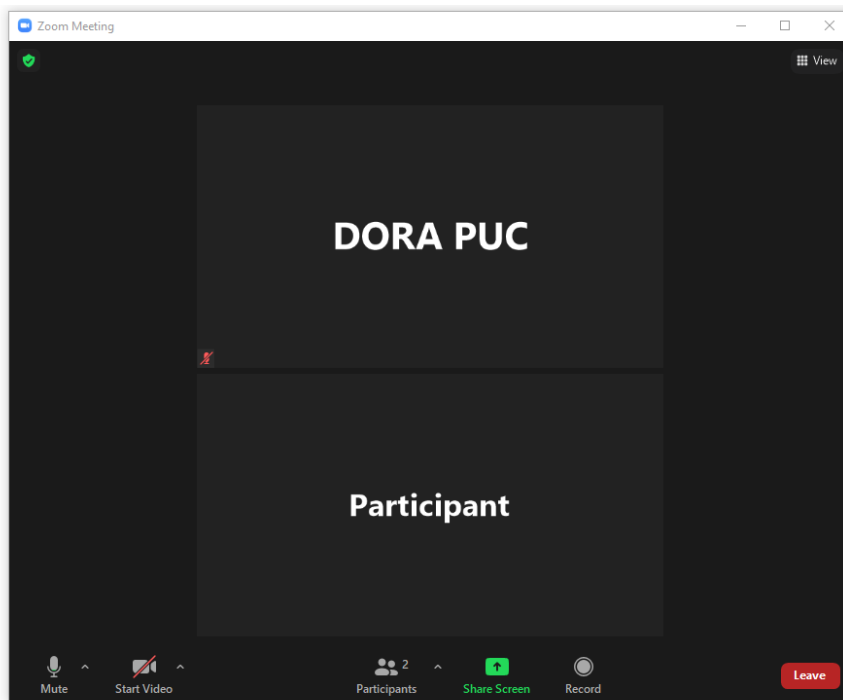 Zoom Meeting
View
DORA PUC
Participant
2
Mute
Start Video
Participants
Share Screen
Record
Leave